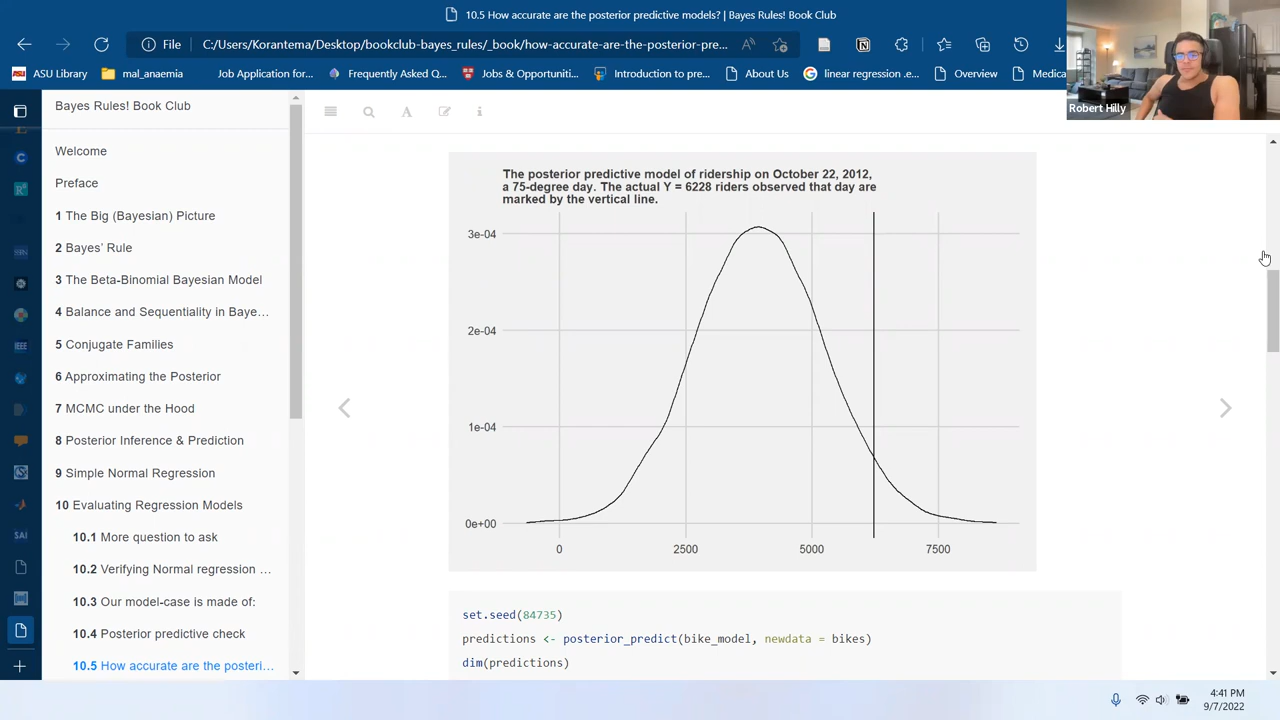 10.5 How accurate are the posterior predictive models? | Bayes Rules! Book Club
File
C:/Users/Korantema/Desktop/bookclub-bayes_rules/_book/how-accurate-are-the-posterior-pre...
ASU Library
mal_anaemia
Job Application for...
Frequently Asked Q...
Jobs & Opportuniti...
Introduction to pre...
About Us
linear regression .e...
Overview
Medica
Robert Hilly
Bayes Rules! Book Club
Welcome
Preface
1 The Big (Bayesian) Picture
2 Bayes' Rule
3 The Beta-Binomial Bayesian Model
4 Balance and Sequentiality in Baye...
5 Conjugate Families
6 Approximating the Posterior
7 MCMC under the Hood
8 Posterior Inference & Prediction
9 Simple Normal Regression
10 Evaluating Regression Models
10.1 More question to ask
10.2 Verifying Normal regression ...
10.3 Our model-case is made of:
10.4 Posterior predictive check
10.5 How accurate are the posteri...
The posterior predictive model of ridership on October 22, 2012,
a 75-degree day. The actual Y = 6228 riders observed that day are
marked by the vertical line.
3e-04
2e-04
1e-04
0e+00
0 2500 5000 7500
set.seed(84735)
predictions <- posterior_predict(bike_model, newdata = bikes)
dim(predictions)
4:41 PM
9/7/2022